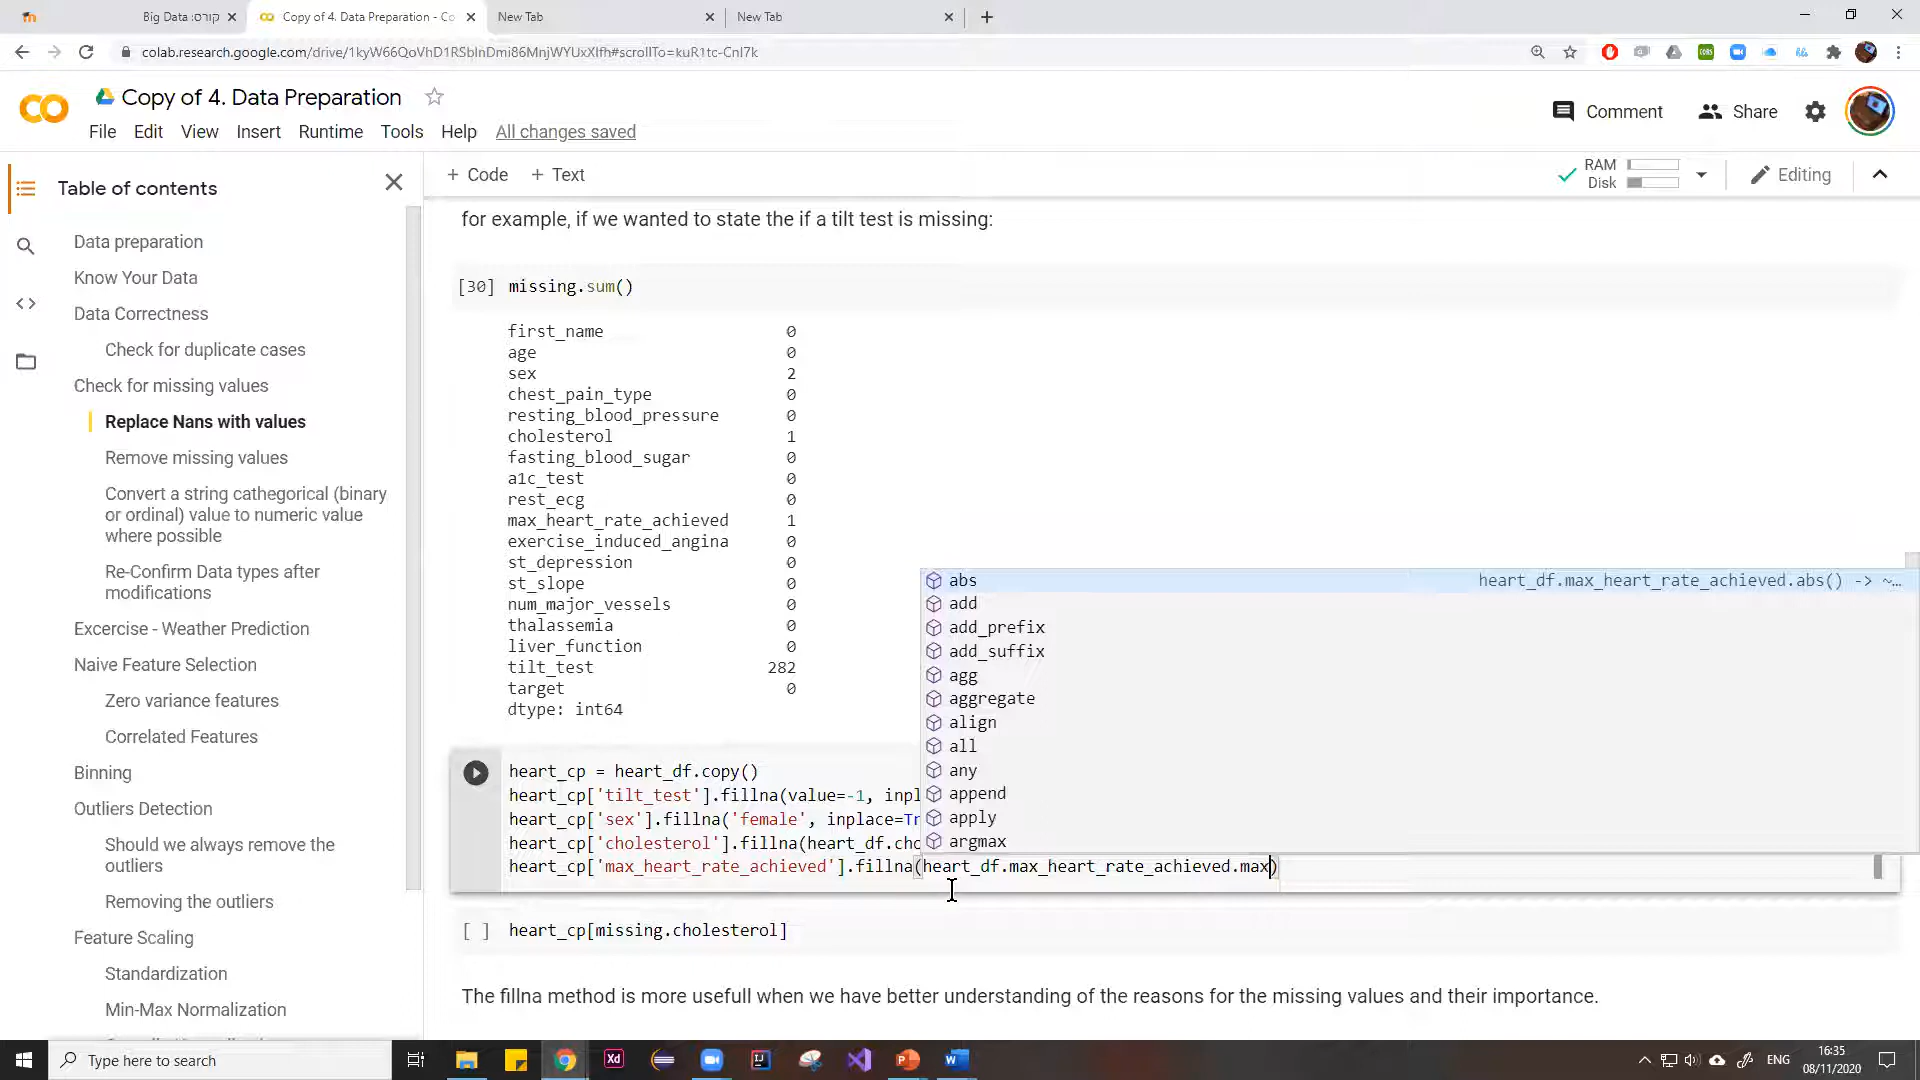 קורס: Big Data
Copy of 4. Data Preparation - Co
New Tab
New Tab
colab.research.google.com/drive/1kyW66QoVhD1RSbInDmi86MnjWYUxXIfh#scrollTo=kuR1tc-CnI7k
Copy of 4. Data Preparation
Comment
Share
File Edit View Insert Runtime Tools Help All changes saved
Table of contents
+ Code + Text
RAM
Disk
Editing
Data preparation
Know Your Data
Data Correctness
Check for duplicate cases
Check for missing values
Replace Nans with values
Remove missing values
Convert a string cathegorical (binary
or ordinal) value to numeric value
where possible
Re-Confirm Data types after
modifications
Excercise - Weather Prediction
Naive Feature Selection
Zero variance features
Correlated Features
Binning
Outliers Detection
Should we always remove the
outliers
Removing the outliers
Feature Scaling
Standardization
Min-Max Normalization
for example, if we wanted to state the if a tilt test is missing:
[30] missing.sum()
first_name 0
age 0
sex 2
chest_pain_type 0
resting_blood_pressure 0
cholesterol 1
fasting_blood_sugar 0
a1c_test 0
rest_ecg 0
max_heart_rate_achieved 1
exercise_induced_angina 0
st_depression 0
st_slope 0
num_major_vessels 0
thalassemia 0
liver_function 0
tilt_test 282
target 0
dtype: int64
abs heart_df.max_heart_rate_achieved.abs() -> ~…
add
add_prefix
add_suffix
agg
aggregate
align
all
any
append
apply
argmax
heart_cp = heart_df.copy()
heart_cp['tilt_test'].fillna(value=-1, inpl
heart_cp['sex'].fillna('female', inplace=Tr
heart_cp['cholesterol'].fillna(heart_df.cho
heart_cp['max_heart_rate_achieved'].fillna(heart_df.max_heart_rate_achieved.max)
[ ] heart_cp[missing.cholesterol]
The fillna method is more usefull when we have better understanding of the reasons for the missing values and their importance.
Type here to search
ENG
16:35
08/11/2020